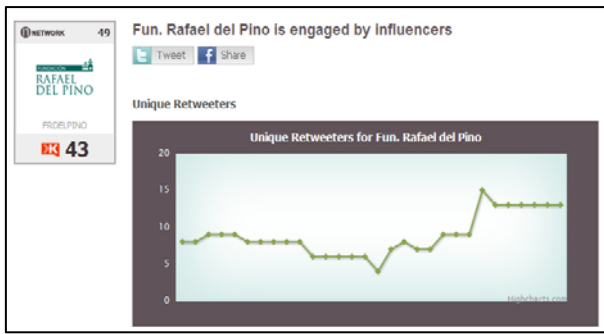 NETWORK 49
FUNDACIÓN
RAFAEL
DEL PINO
FRDELPINO
43
Fun. Rafael del Pino is engaged by influencers
Tweet Share
Unique Retweeters
Unique Retweeters for Fun. Rafael del Pino
20
15
10
5
0
Highcharts.com